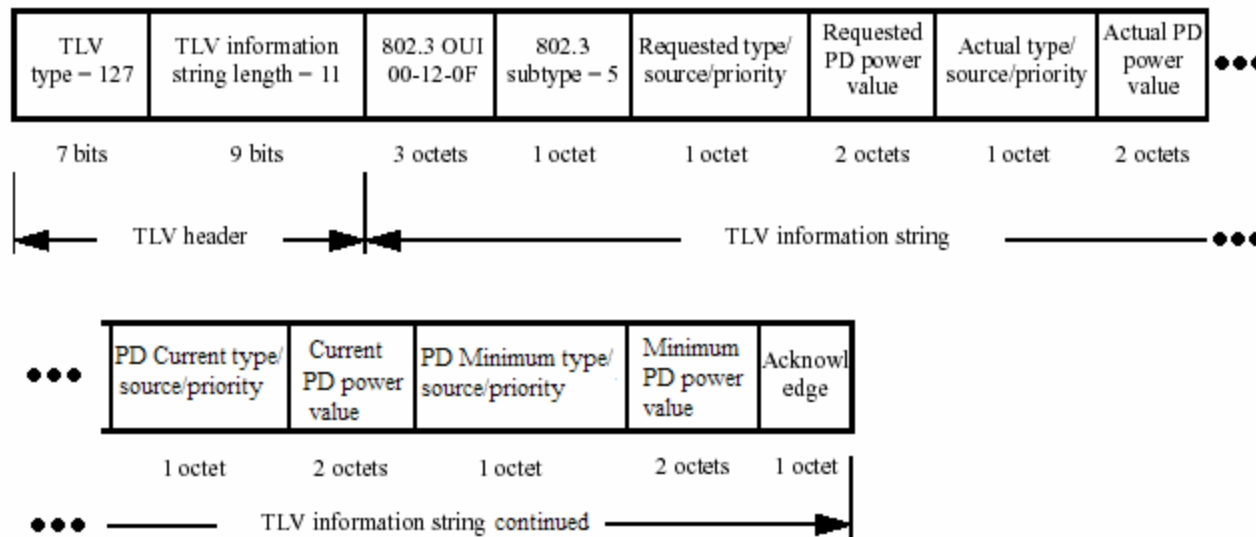 TLV
type = 127
TLV information
string length = 11
802.3 OUI
00-12-0F
802.3
subtype = 5
Requested type/
source/priority
Requested
PD power
value
Actual type/
source/priority
Actual PD
power
value
7 bits
9 bits
3 octets
1 octet
1 octet
2 octets
1 octet
2 octets
TLV header
TLV information string
PD Current type/
source/priority
Current
PD power
value
PD Minimum type/
source/priority
Minimum
PD power
value
Acknowl
edge
1 octet
2 octets
1 octet
2 octets
1 octet
TLV information string continued